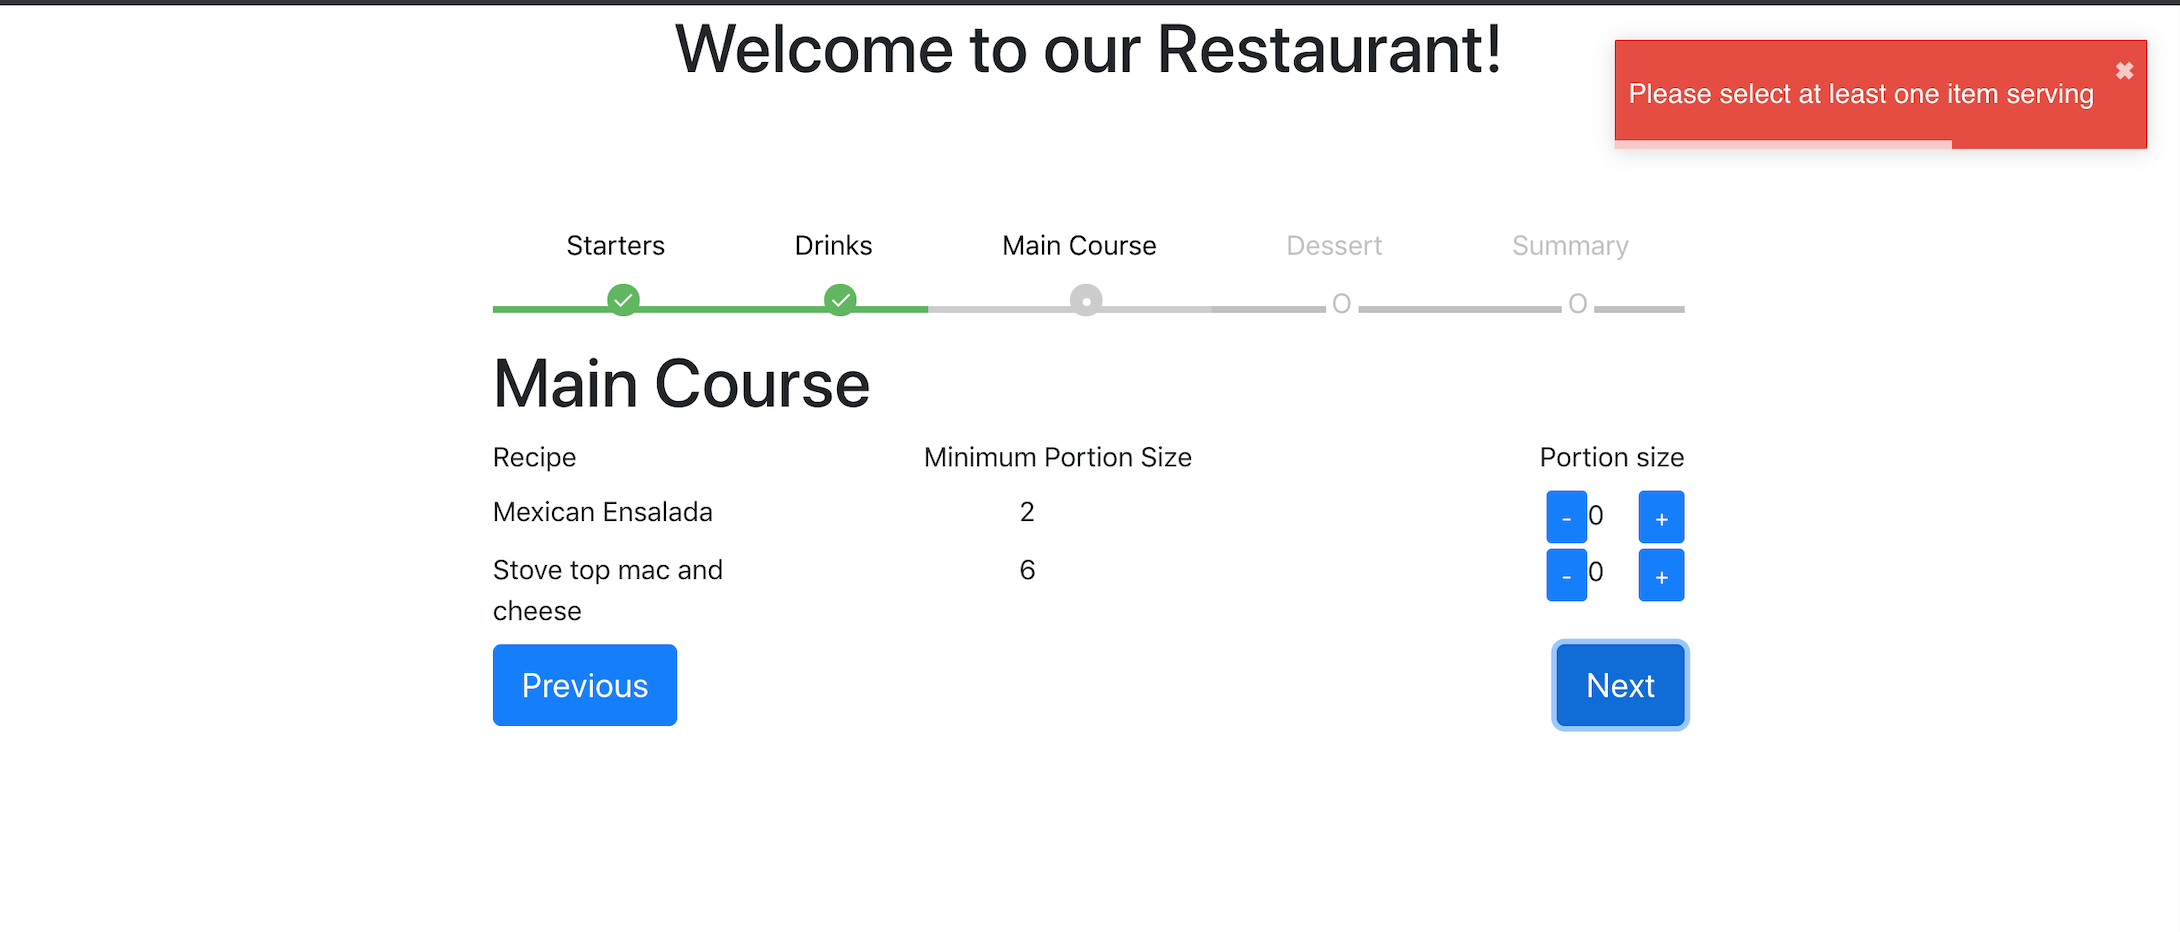 Welcome to our Restaurant!
Please select at least one item serving
✖
Starters Drinks Main Course Dessert Summary
Main Course
Recipe Minimum Portion Size Portion size
Mexican Ensalada 2 - 0 +
Stove top mac and 6 - 0 +
cheese
Previous Next